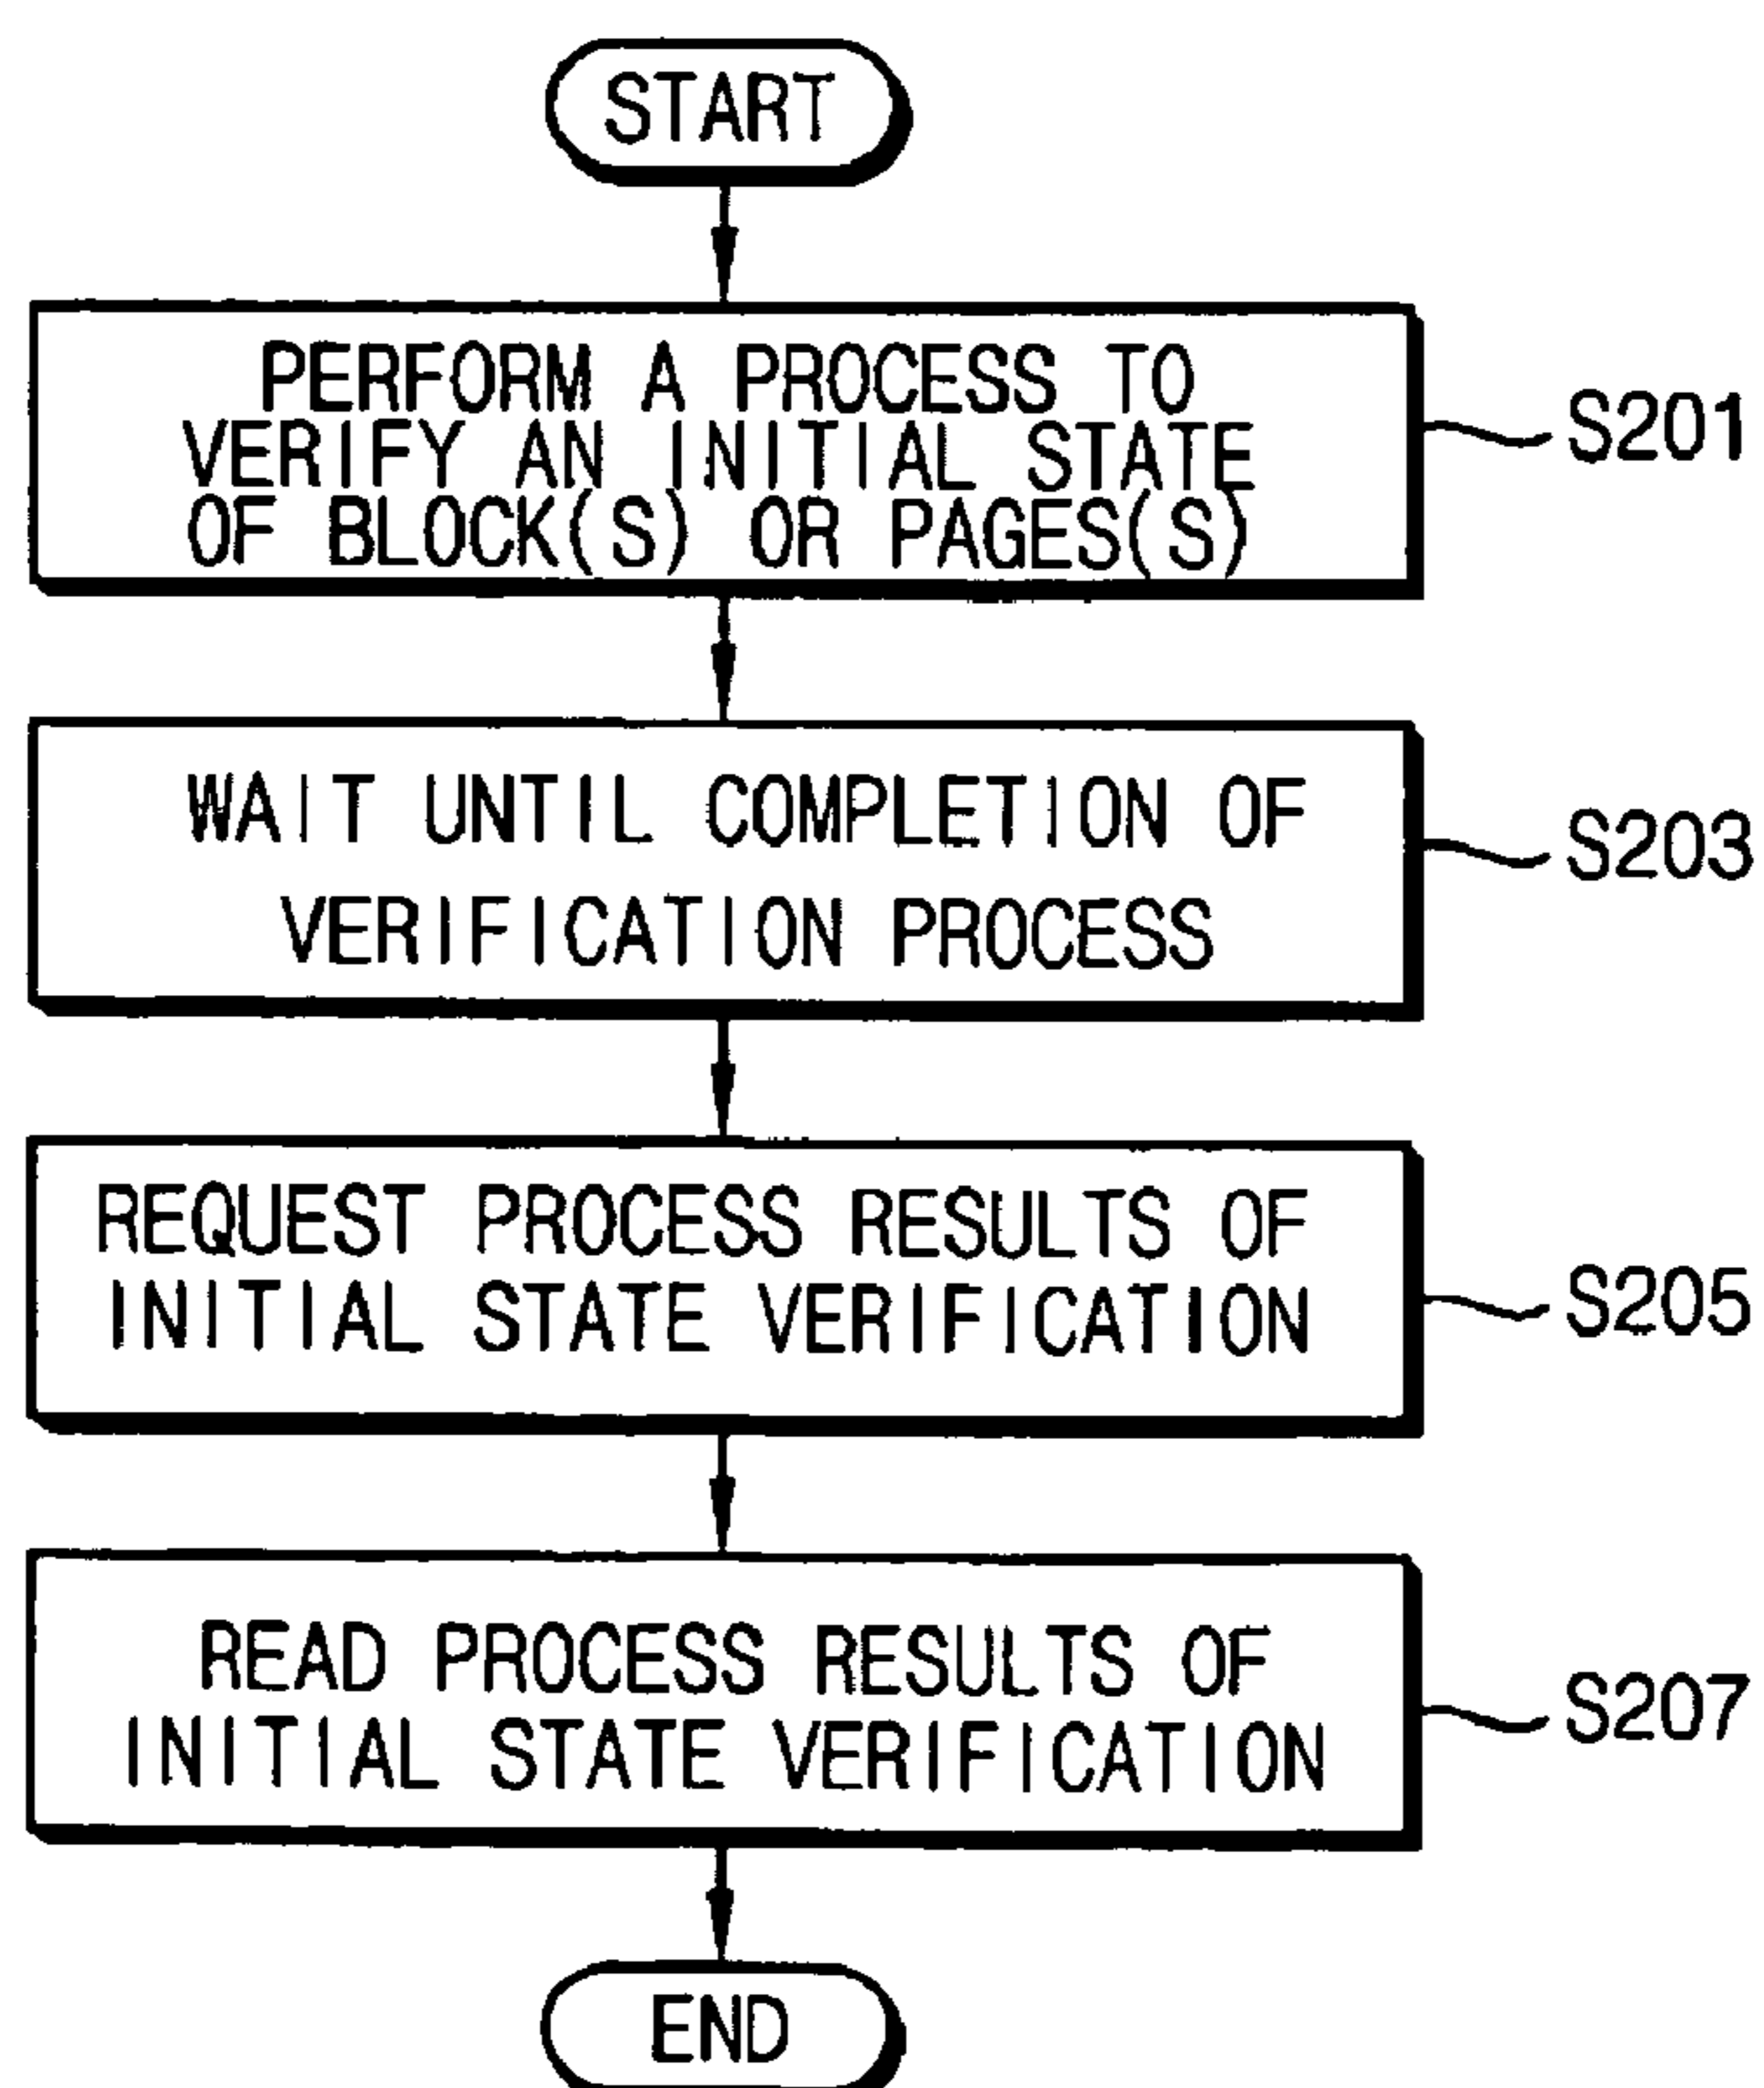 START
PERFORM A PROCESS TO
VERIFY AN INITIAL STATE
OF BLOCK(S) OR PAGES(S)
S201
WAIT UNTIL COMPLETION OF
VERIFICATION PROCESS
S203
REQUEST PROCESS RESULTS OF
INITIAL STATE VERIFICATION
S205
READ PROCESS RESULTS OF
INITIAL STATE VERIFICATION
S207
END